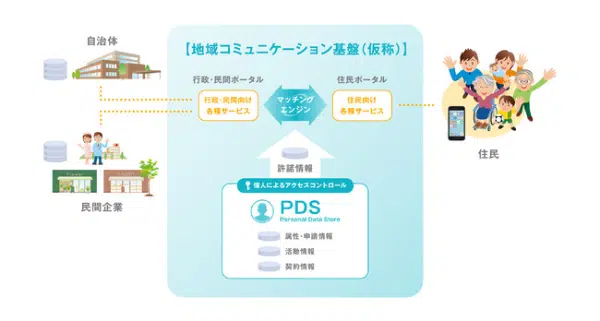 【地域コミュニケーション基盤（仮称）】
自治体
行政・民間ポータル
住民ポータル
行政・民間向け
各種サービス
マッチング
エンジン
住民向け
各種サービス
住民
民間企業
許諾情報
個人によるアクセスコントロール
PDS
Personal Data Store
属性・申請情報
活動情報
契約情報